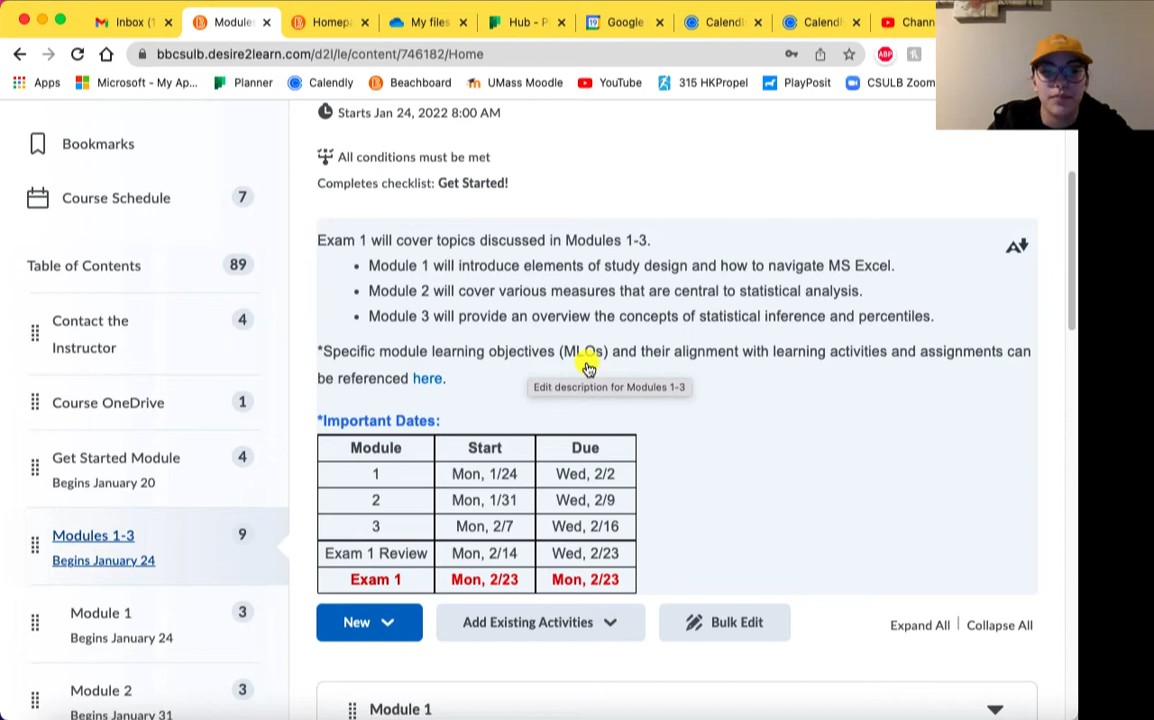 Inbox (1
Module
Homep
My files
Hub - P
Google
Calendl
Calendl
Chann
bbcsulb.desire2learn.com/d2l/le/content/746182/Home
ABP
Apps
Microsoft - My Ap...
Planner
Calendly
Beachboard
UMass Moodle
YouTube
315 HKPropel
PlayPosit
CSULB Zoom
Bookmarks
Course Schedule 7
Table of Contents 89
Contact the 4
Instructor
Course OneDrive 1
Get Started Module 4
Begins January 20
Modules 1-3 9
Begins January 24
Module 1 3
Begins January 24
Module 2 3
Begins January 31
Starts Jan 24, 2022 8:00 AM
All conditions must be met
Completes checklist: Get Started!
Exam 1 will cover topics discussed in Modules 1-3.
• Module 1 will introduce elements of study design and how to navigate MS Excel.
• Module 2 will cover various measures that are central to statistical analysis.
• Module 3 will provide an overview the concepts of statistical inference and percentiles.
*Specific module learning objectives (MLOs) and their alignment with learning activities and assignments can
be referenced here.
Edit description for Modules 1-3
*Important Dates:
Module Start Due
1 Mon, 1/24 Wed, 2/2
2 Mon, 1/31 Wed, 2/9
3 Mon, 2/7 Wed, 2/16
Exam 1 Review Mon, 2/14 Wed, 2/23
Exam 1 Mon, 2/23 Mon, 2/23
New
Add Existing Activities
Bulk Edit
Expand All | Collapse All
Module 1